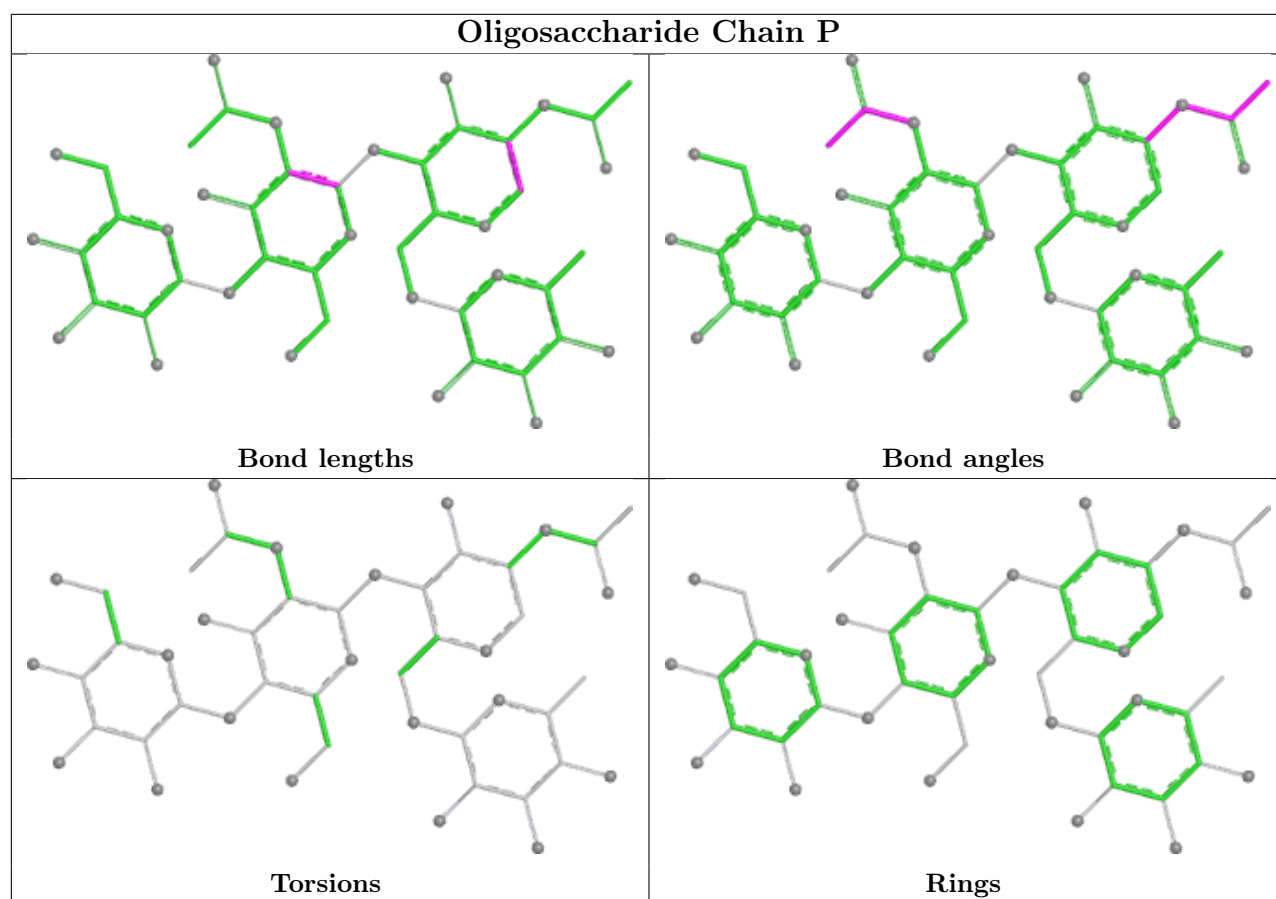 Oligosaccharide Chain P
Bond lengths
Bond angles
Torsions
Rings